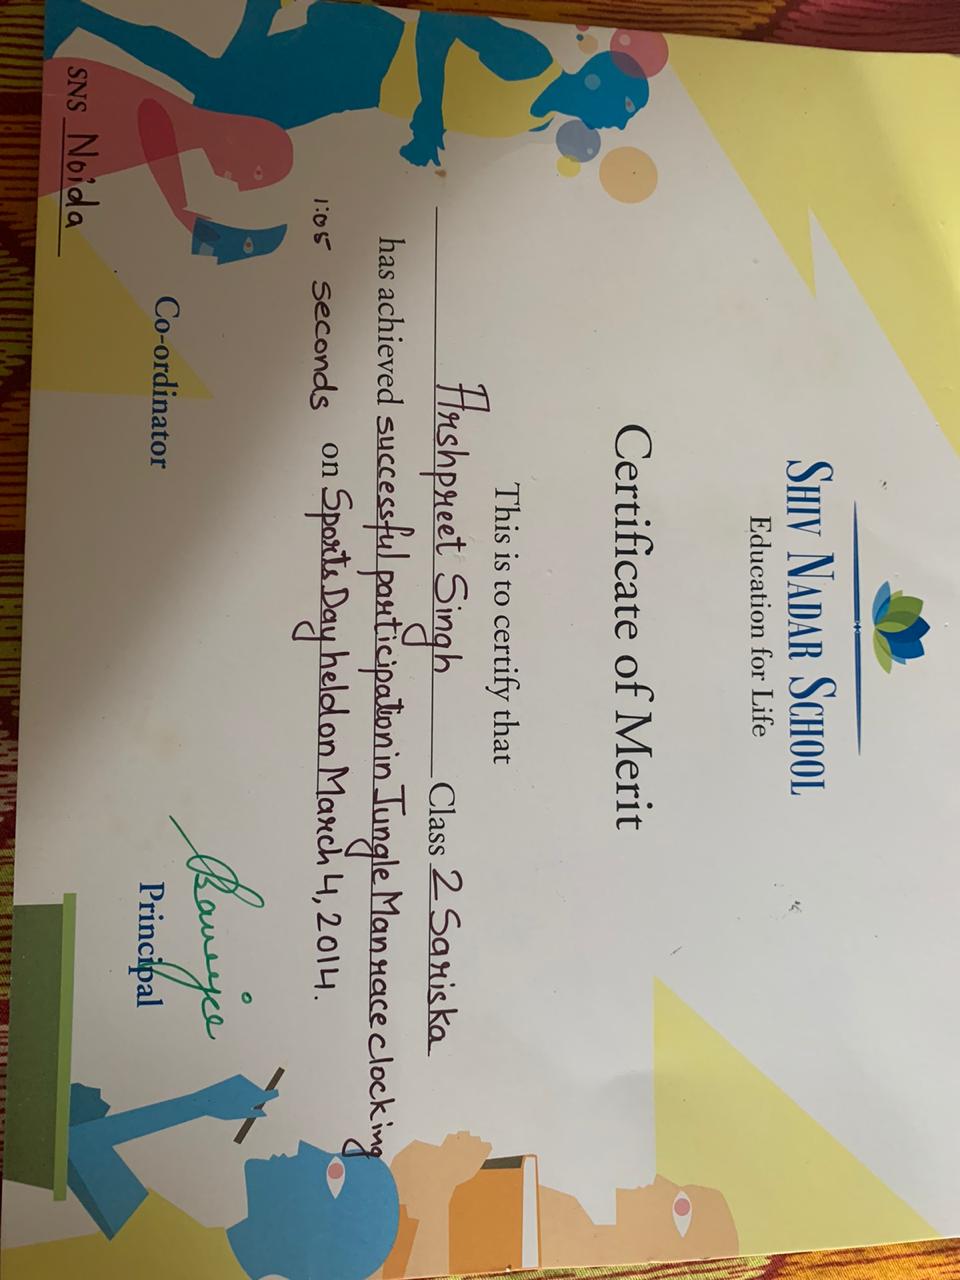 SHIV NADAR SCHOOL
Education for Life
Certificate of Merit
This is to certify that
Arshpreet Singh Class 2 Sariska
has achieved successful participation in Jungle Man race clocking
1:05 seconds on Sports Day held on March 4, 2014.
Co-ordinator
Banerjee
Principal
SNS Noida